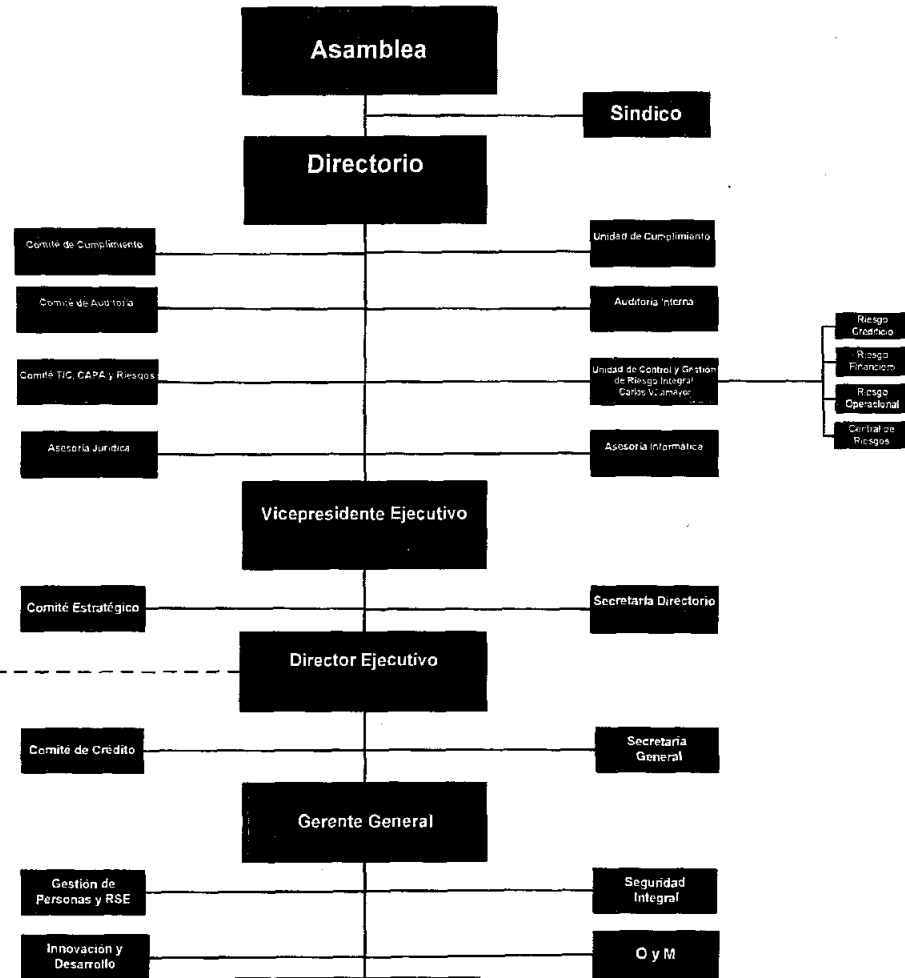 Asamblea
Sindico
Directorio
Comité de Cumplimiento
Unidad de Cumplimiento
Comité de Auditoría
Auditoría Interna
Comité TIC, CAPA y Riesgos
Unidad de Control y Gestión
de Riesgo Integral
Carlos
Riesgo
Crediticio
Riesgo
Financiero
Riesgo
Operacional
Central de
Riesgos
Asesoría Jurídica
Asesoría Informática
Vicepresidente Ejecutivo
Comité Estratégico
Secretaría Directorio
Director Ejecutivo
Comité de Crédito
Secretaría
General
Gerente General
Gestión de
Personas y RSE
Seguridad
Integral
Innovación y
Desarrollo
O y M